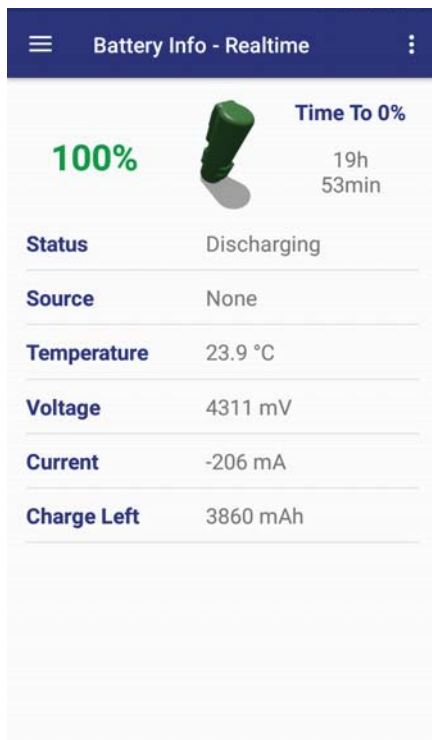 Battery Info - Realtime
100%
Time To 0%
19h
53min
Status Discharging
Source None
Temperature 23.9 °C
Voltage 4311 mV
Current -206 mA
Charge Left 3860 mAh